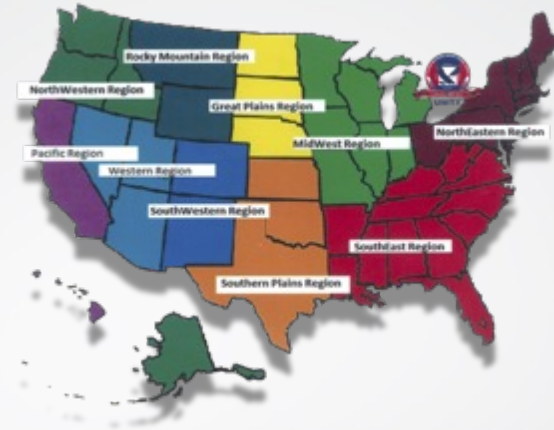 Rocky Mountain Region
NorthWestern Region
Great Plains Region
NorthEastern Region
MidWest Region
Pacific Region
Western Region
SouthWestern Region
SouthEast Region
Southern Plains Region
UNITY